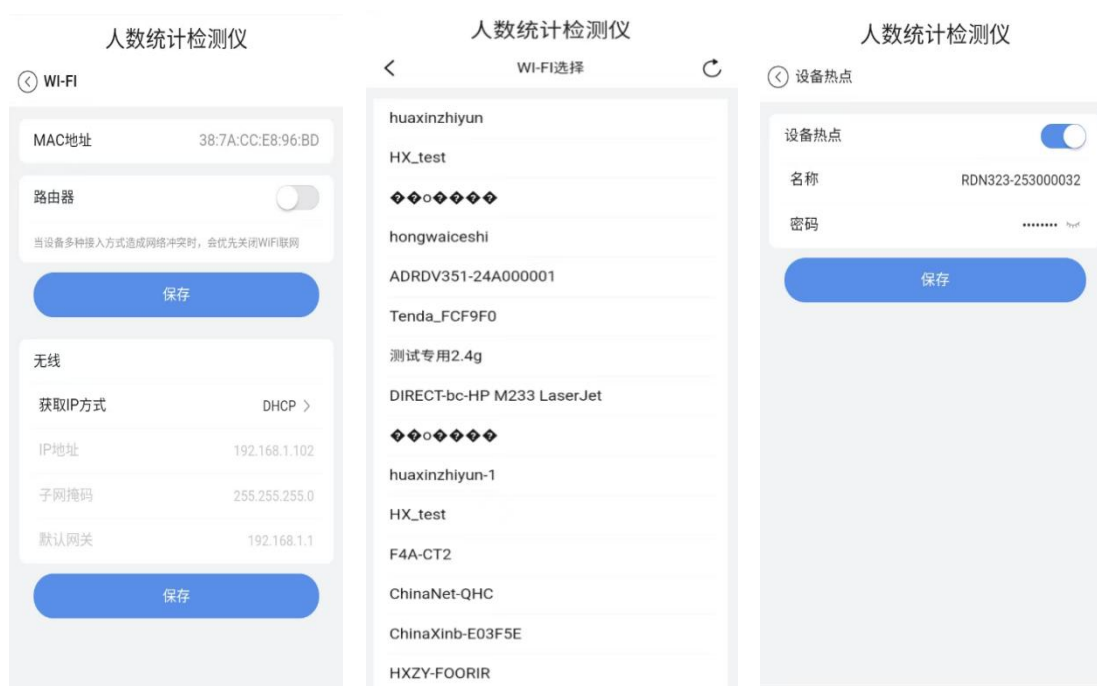 人数统计检测仪
WI-FI
MAC地址 38:7A:CC:E8:96:BD
路由器
当设备多种接入方式造成网络冲突时，会优先关闭WiFi联网
保存
无线
获取IP方式 DHCP
IP地址 192.168.1.102
子网掩码 255.255.255.0
默认网关 192.168.1.1
保存
人数统计检测仪
WI-FI选择
huaxinzhiyun
HX_test
��o����
hongwaiceshi
ADRDV351-24A000001
Tenda_FCF9F0
测试专用2.4g
DIRECT-bc-HP M233 LaserJet
��o����
huaxinzhiyun-1
HX_test
F4A-CT2
ChinaNet-QHC
ChinaXinb-E03F5E
HXZY-FOORIR
人数统计检测仪
设备热点
设备热点
名称 RDN323-253000032
密码 ••••••••
保存